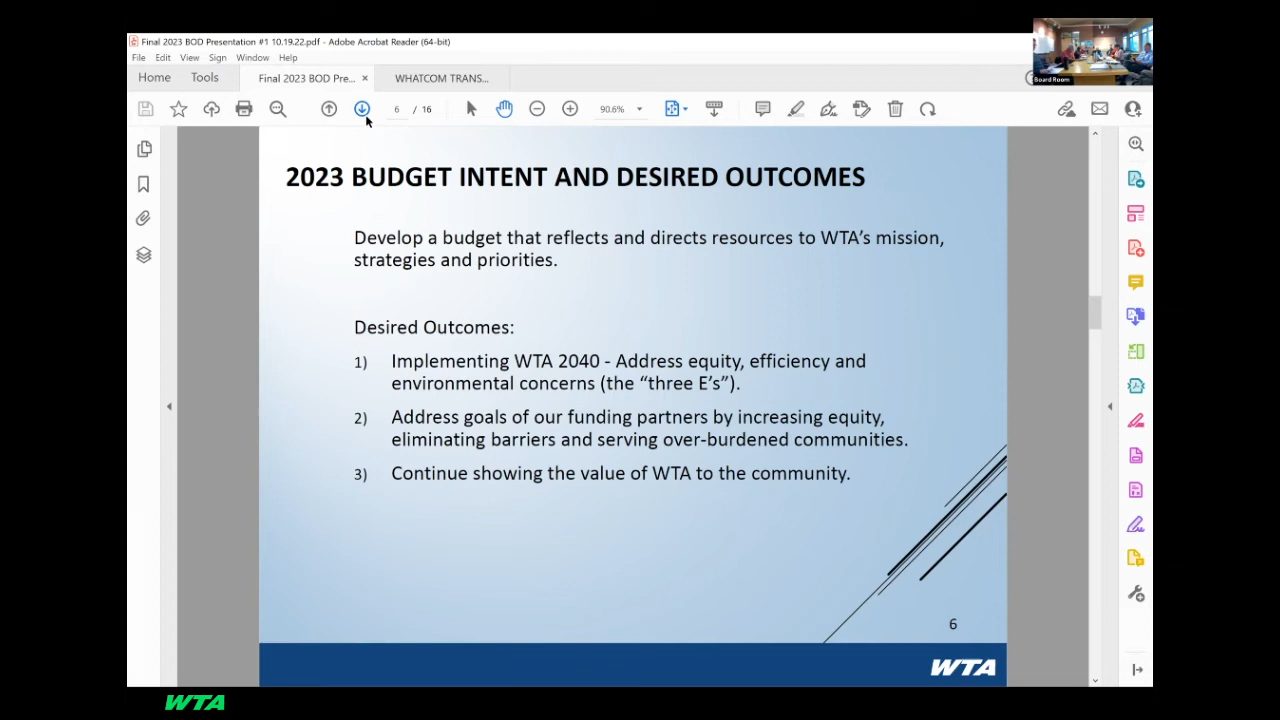 Final 2023 BOD Presentation #1 10.19.22.pdf - Adobe Acrobat Reader (64-bit)
File Edit View Sign Window Help
Home Tools Final 2023 BOD Pre... × WHATCOM TRANS...
6 / 16 90.6%
Board Room
2023 BUDGET INTENT AND DESIRED OUTCOMES
Develop a budget that reflects and directs resources to WTA’s mission,
strategies and priorities.
Desired Outcomes:
1) Implementing WTA 2040 - Address equity, efficiency and
environmental concerns (the “three E’s”).
2) Address goals of our funding partners by increasing equity,
eliminating barriers and serving over-burdened communities.
3) Continue showing the value of WTA to the community.
6
WTA
WTA